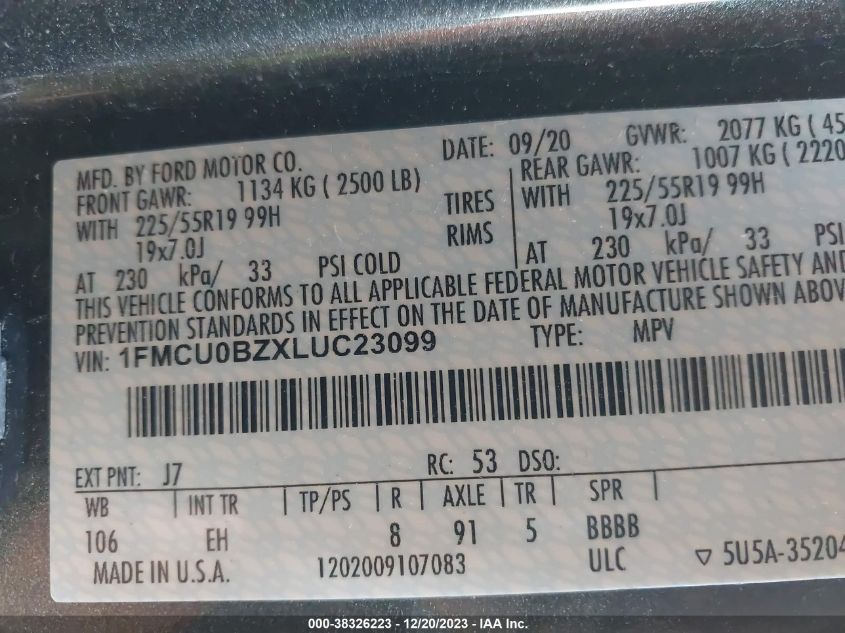 MFD. BY FORD MOTOR CO. DATE: 09/20 GVWR: 2077 KG ( 45
FRONT GAWR: 1134 KG ( 2500 LB) REAR GAWR: 1007 KG ( 2220
WITH 225/55R19 99H TIRES WITH 225/55R19 99H
19x7.0J RIMS 19x7.0J
AT 230 kPa/ 33 PSI COLD AT 230 kPa/ 33 PSI
THIS VEHICLE CONFORMS TO ALL APPLICABLE FEDERAL MOTOR VEHICLE SAFETY AND
PREVENTION STANDARDS IN EFFECT ON THE DATE OF MANUFACTURE SHOWN ABOV
VIN: 1FMCU0BZXLUC23099 TYPE: MPV
EXT PNT: J7 RC: 53 DSO:
WB INT TR TP/PS R AXLE TR SPR
106 EH 8 91 5 BBBB
MADE IN U.S.A. 1202009107083 ULC ▽ 5U5A-35204
000-38326223 - 12/20/2023 - IAAI.com, Inc.